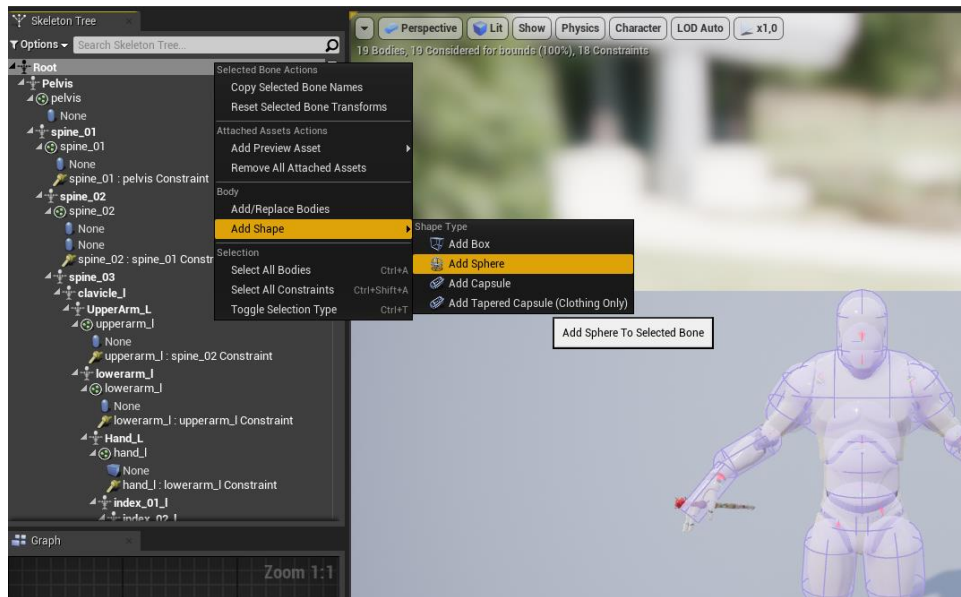 Skeleton Tree
Options
Search Skeleton Tree...
Root
Pelvis
pelvis
None
spine_01
spine_01
None
spine_01 : pelvis Constraint
spine_02
spine_02
None
None
spine_02 : spine_01 Constr
spine_03
clavicle_l
UpperArm_L
upperarm_l
None
upperarm_l : spine_02 Constraint
lowerarm_l
lowerarm_l
None
lowerarm_l : upperarm_l Constraint
Hand_L
hand_l
None
hand_l : lowerarm_l Constraint
index_01_l
index_02_l
Graph
Zoom 1:1
Selected Bone Actions
Copy Selected Bone Names
Reset Selected Bone Transforms
Attached Assets Actions
Add Preview Asset
Remove All Attached Assets
Body
Add/Replace Bodies
Add Shape
Selection
Select All Bodies Ctrl+A
Select All Constraints Ctrl+Shift+A
Toggle Selection Type Ctrl+T
Shape Type
Add Box
Add Sphere
Add Capsule
Add Tapered Capsule (Clothing Only)
Add Sphere To Selected Bone
Perspective Lit Show Physics Character LOD Auto x1,0
19 Bodies, 19 Considered for bounds (100%), 18 Constraints